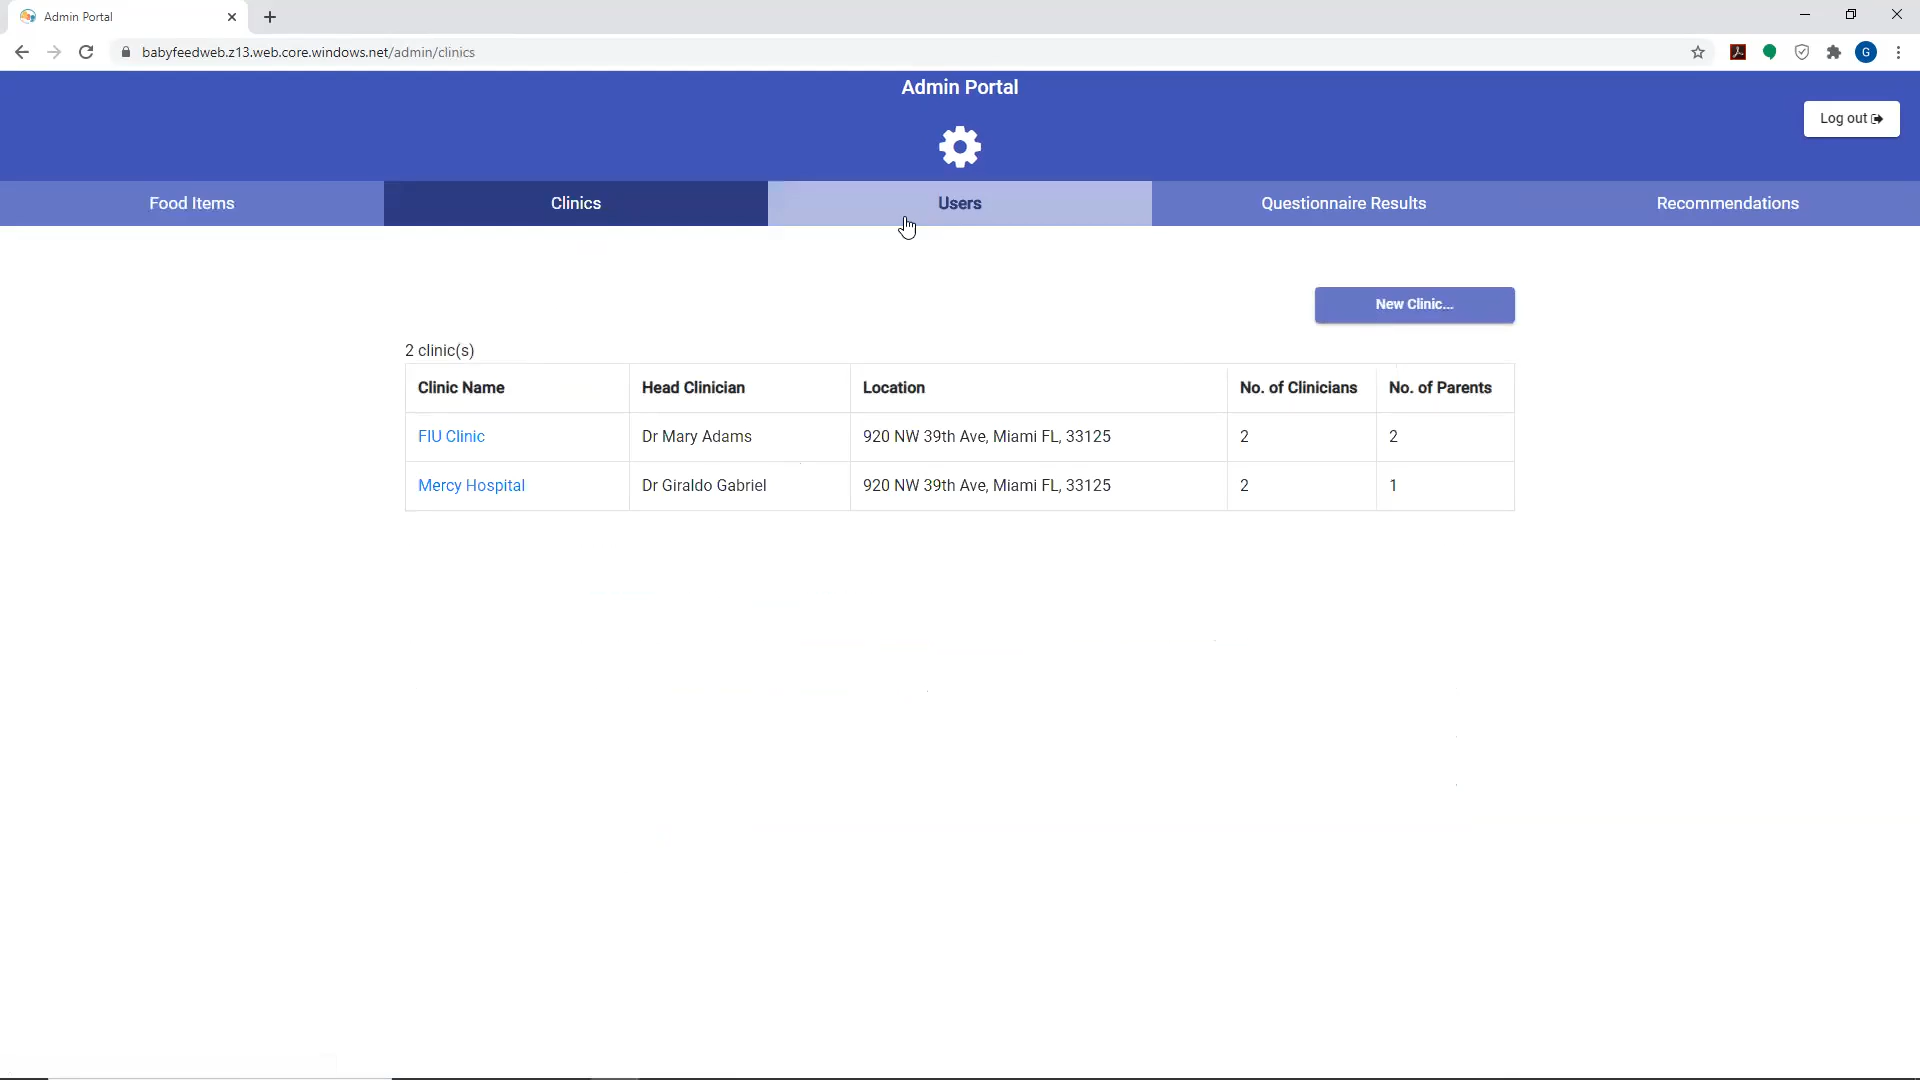 Admin Portal
babyfeedweb.z13.web.core.windows.net/admin/clinics
G
Admin Portal
Log out
Food Items Clinics Users Questionnaire Results Recommendations
New Clinic...
2 clinic(s)
Clinic Name Head Clinician Location No. of Clinicians No. of Parents
FIU Clinic Dr Mary Adams 920 NW 39th Ave, Miami FL, 33125 2 2
Mercy Hospital Dr Giraldo Gabriel 920 NW 39th Ave, Miami FL, 33125 2 1